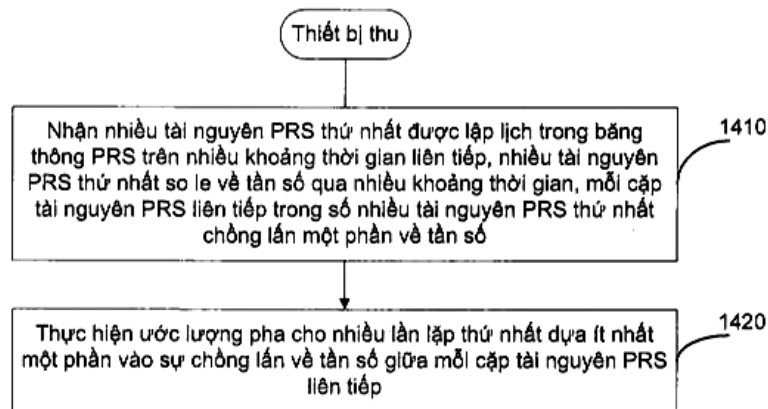 Thiết bị thu
Nhận nhiều tài nguyên PRS thứ nhất được lập lịch trong băng
thông PRS trên nhiều khoảng thời gian liên tiếp, nhiều tài nguyên
PRS thứ nhất so le về tần số qua nhiều khoảng thời gian, mỗi cặp
tài nguyên PRS liên tiếp trong số nhiều tài nguyên PRS thứ nhất
chồng lấn một phần về tần số
1410
Thực hiện ước lượng pha cho nhiều lần lặp thứ nhất dựa ít nhất
một phần vào sự chồng lấn về tần số giữa mỗi cặp tài nguyên PRS
liên tiếp
1420